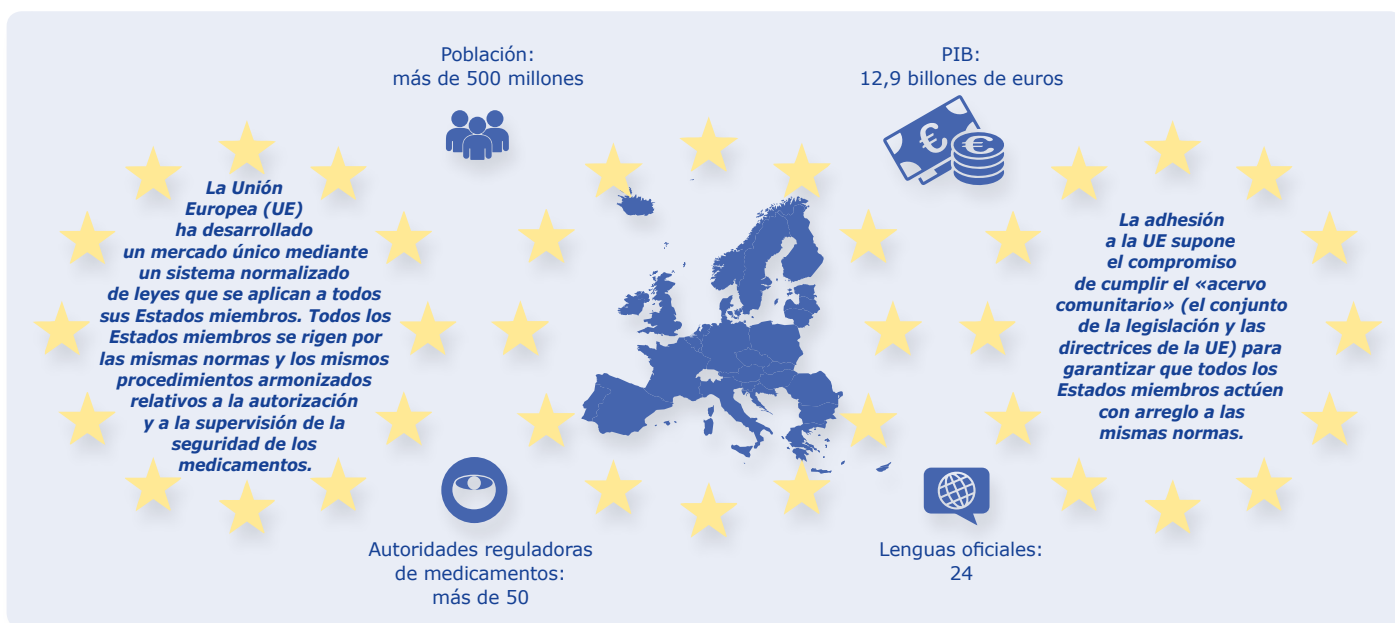 Población:
más de 500 millones
PIB:
12,9 billones de euros
La Unión
Europea (UE)
ha desarrollado
un mercado único mediante
un sistema normalizado
de leyes que se aplican a todos
sus Estados miembros. Todos los
Estados miembros se rigen por
las mismas normas y los mismos
procedimientos armonizados
relativos a la autorización
y a la supervisión de la
seguridad de los
medicamentos.
La adhesión
a la UE supone
el compromiso
de cumplir el «acervo
comunitario» (el conjunto
de la legislación y las
directrices de la UE) para
garantizar que todos los
Estados miembros actúen
con arreglo a las
mismas normas.
Autoridades reguladoras
de medicamentos:
más de 50
Lenguas oficiales:
24